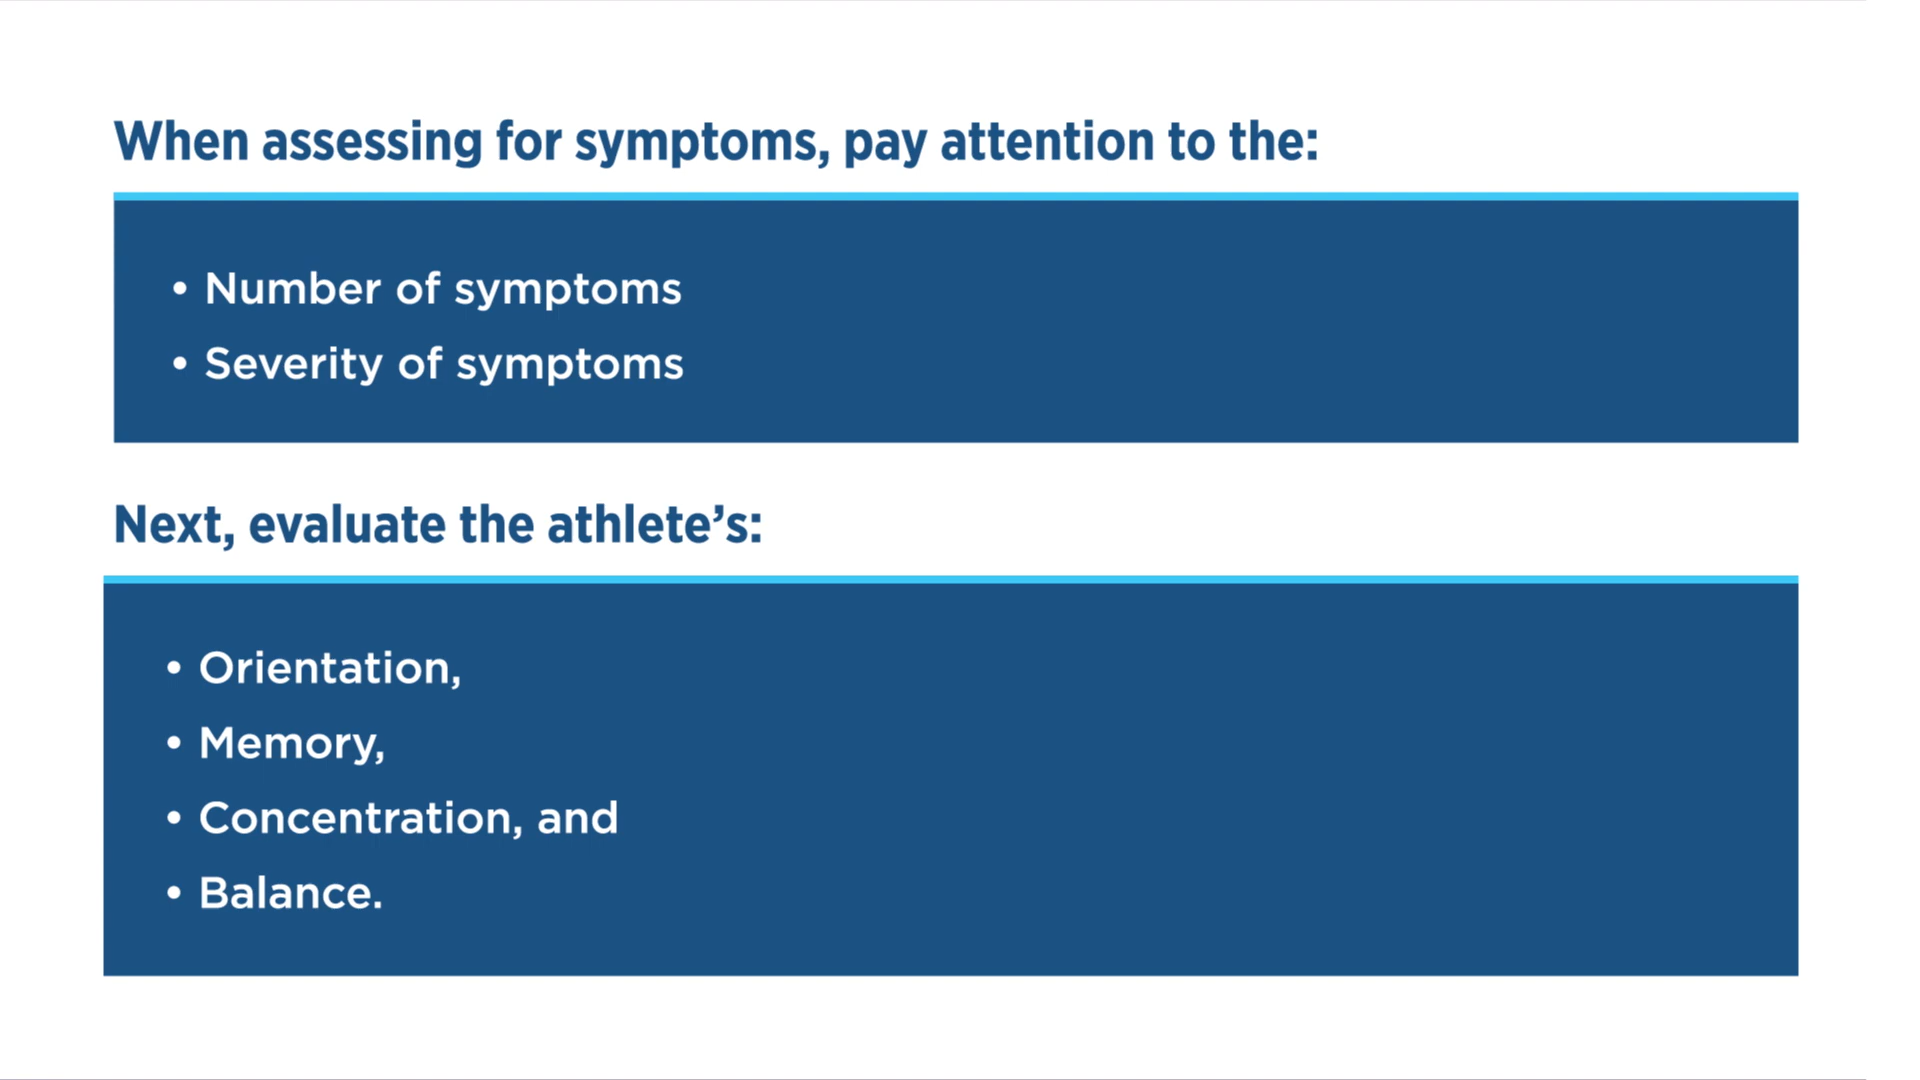 When assessing for symptoms, pay attention to the:
• Number of symptoms
• Severity of symptoms
Next, evaluate the athlete’s:
• Orientation,
• Memory,
• Concentration, and
• Balance.